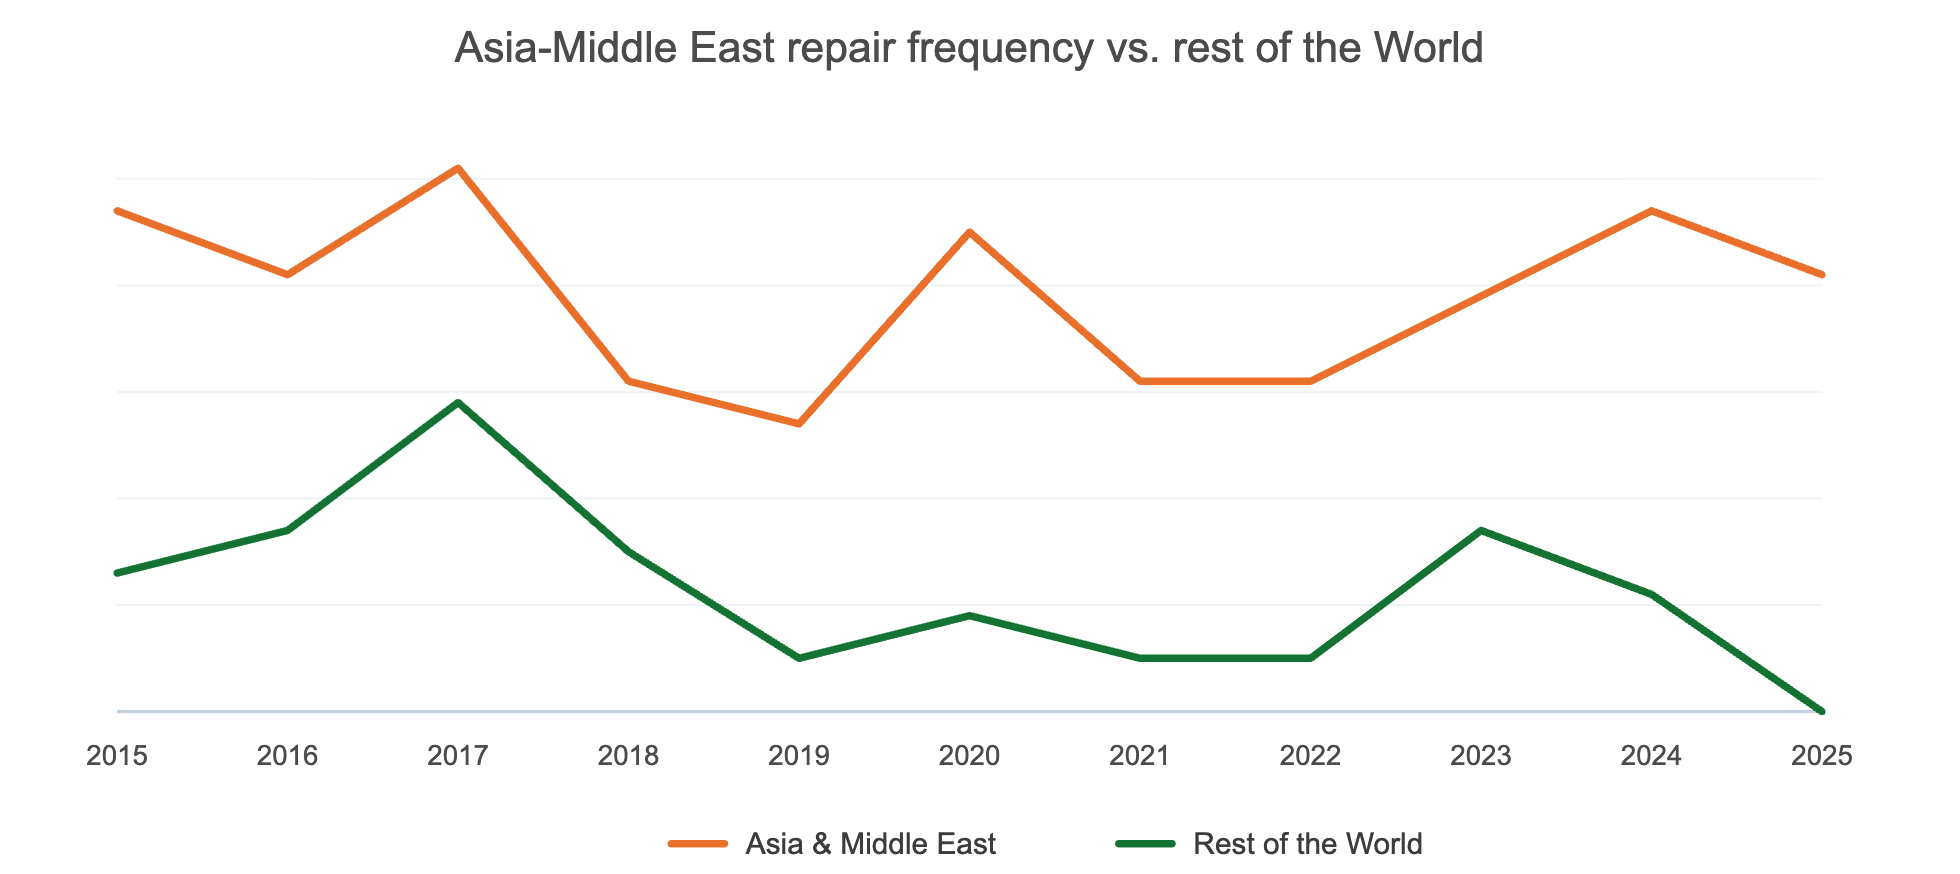 Asia-Middle East repair frequency vs. rest of the World
2015 2016 2017 2018 2019 2020 2021 2022 2023 2024 2025
Asia & Middle East Rest of the World